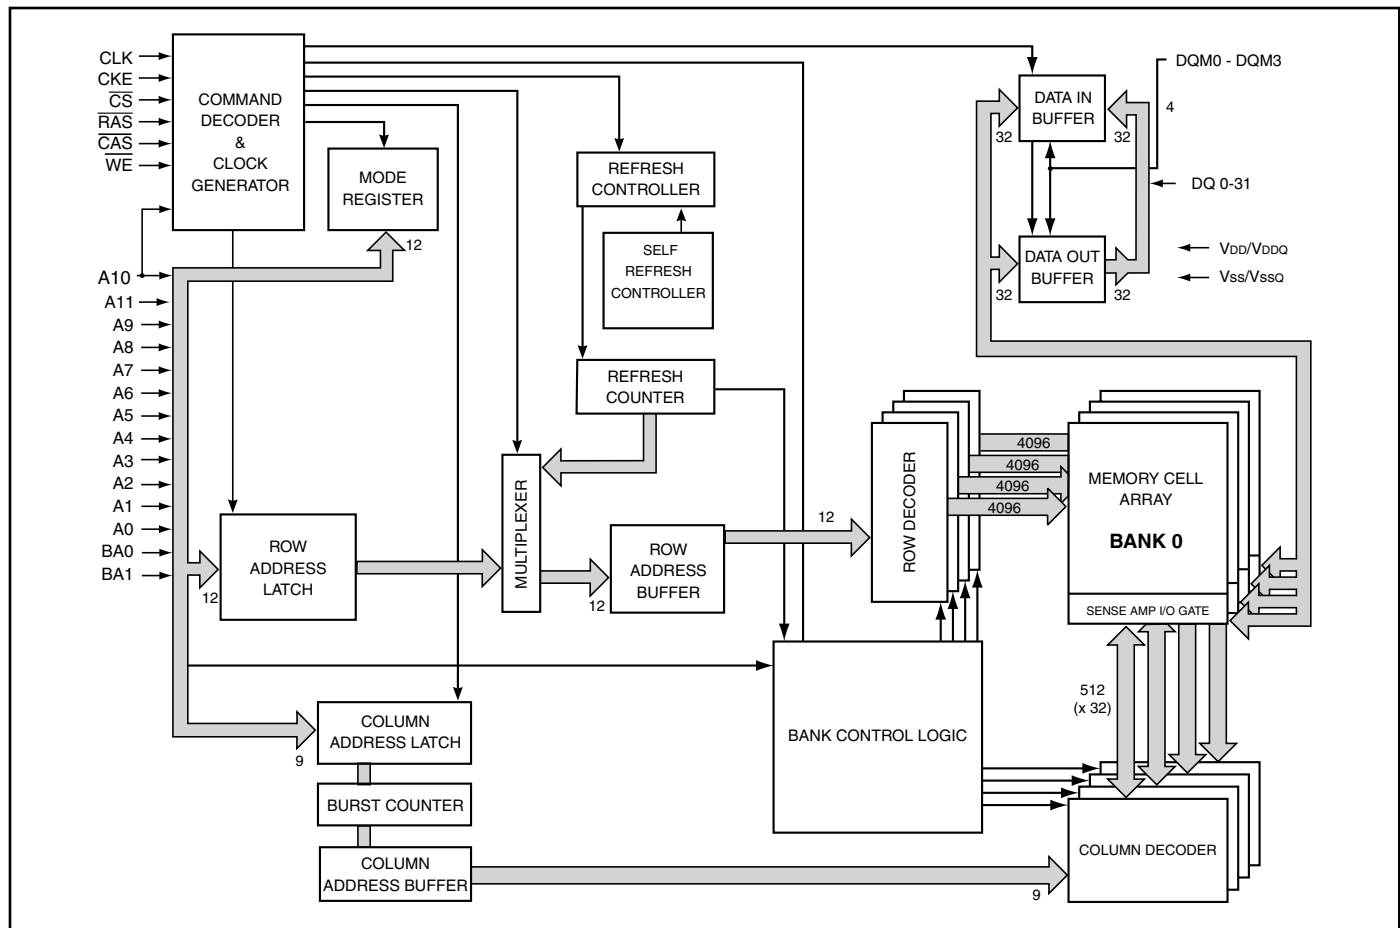 CLK
CKE
CS
RAS
CAS
WE
A10
A11
A9
A8
A7
A6
A5
A4
A3
A2
A1
A0
BA0
BA1
COMMAND
DECODER
&
CLOCK
GENERATOR
MODE
REGISTER
12
REFRESH
CONTROLLER
SELF
REFRESH
CONTROLLER
REFRESH
COUNTER
DATA IN
BUFFER
32
32
DQM0 - DQM3
4
DQ 0-31
DATA OUT
BUFFER
32
32
VDD/VDDQ
Vss/VssQ
12
ROW
ADDRESS
LATCH
MULTIPLEXER
12
ROW
ADDRESS
BUFFER
12
ROW DECODER
4096
4096
4096
4096
MEMORY CELL
ARRAY
BANK 0
SENSE AMP I/O GATE
512
(x 32)
BANK CONTROL LOGIC
9
COLUMN
ADDRESS LATCH
BURST COUNTER
COLUMN
ADDRESS BUFFER
9
COLUMN DECODER